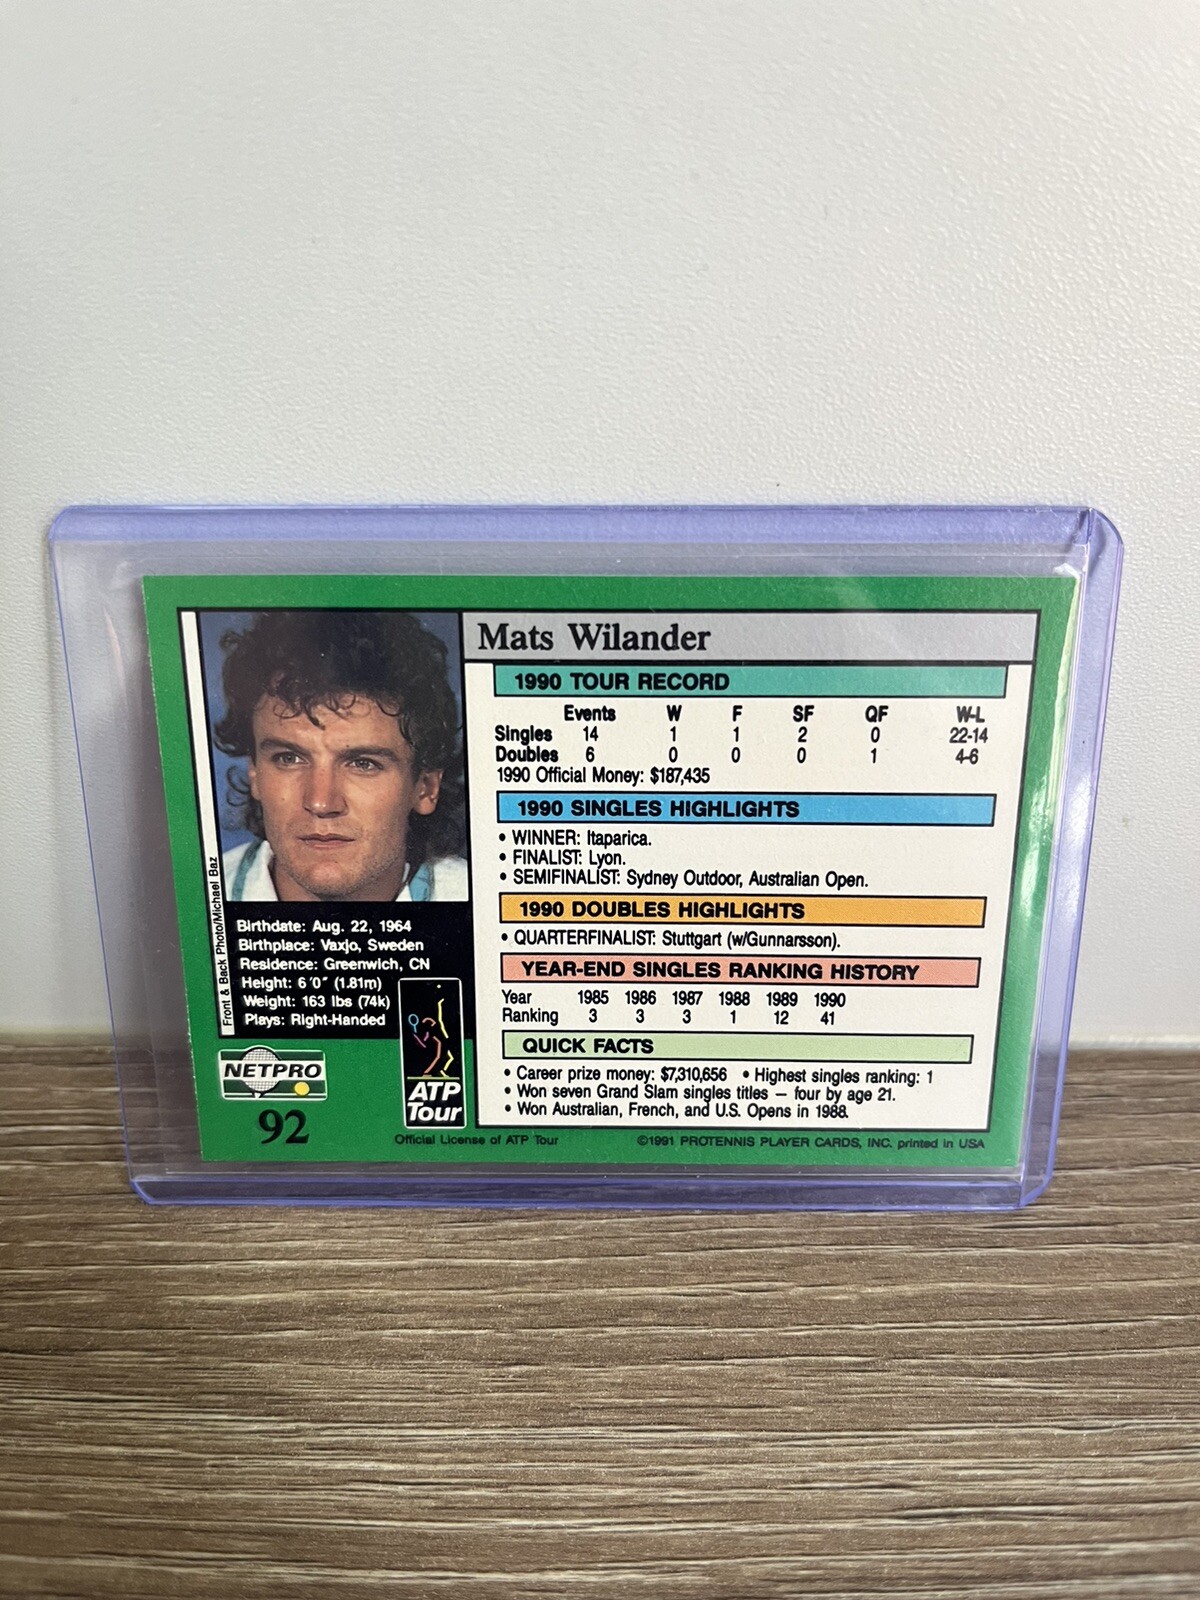 Mats Wilander
1990 TOUR RECORD
Events W F SF QF W-L
Singles 14 1 1 2 0 22-14
Doubles 6 0 0 0 1 4-6
1990 Official Money: $187,435
1990 SINGLES HIGHLIGHTS
• WINNER: Itaparica.
• FINALIST: Lyon.
• SEMIFINALIST: Sydney Outdoor, Australian Open.
1990 DOUBLES HIGHLIGHTS
• QUARTERFINALIST: Stuttgart (w/Gunnarsson).
YEAR-END SINGLES RANKING HISTORY
Year 1985 1986 1987 1988 1989 1990
Ranking 3 3 3 1 12 41
QUICK FACTS
• Career prize money: $7,310,656 • Highest singles ranking: 1
• Won seven Grand Slam singles titles — four by age 21.
• Won Australian, French, and U.S. Opens in 1988.
Front & Back Photo/Michael Baz
Birthdate: Aug. 22, 1964
Birthplace: Vaxjo, Sweden
Residence: Greenwich, CN
Height: 6´0˝ (1.81m)
Weight: 163 lbs (74k)
Plays: Right-Handed
NETPRO
92
ATP
Tour
Official License of ATP Tour
©1991 PROTENNIS PLAYER CARDS, INC. printed in USA